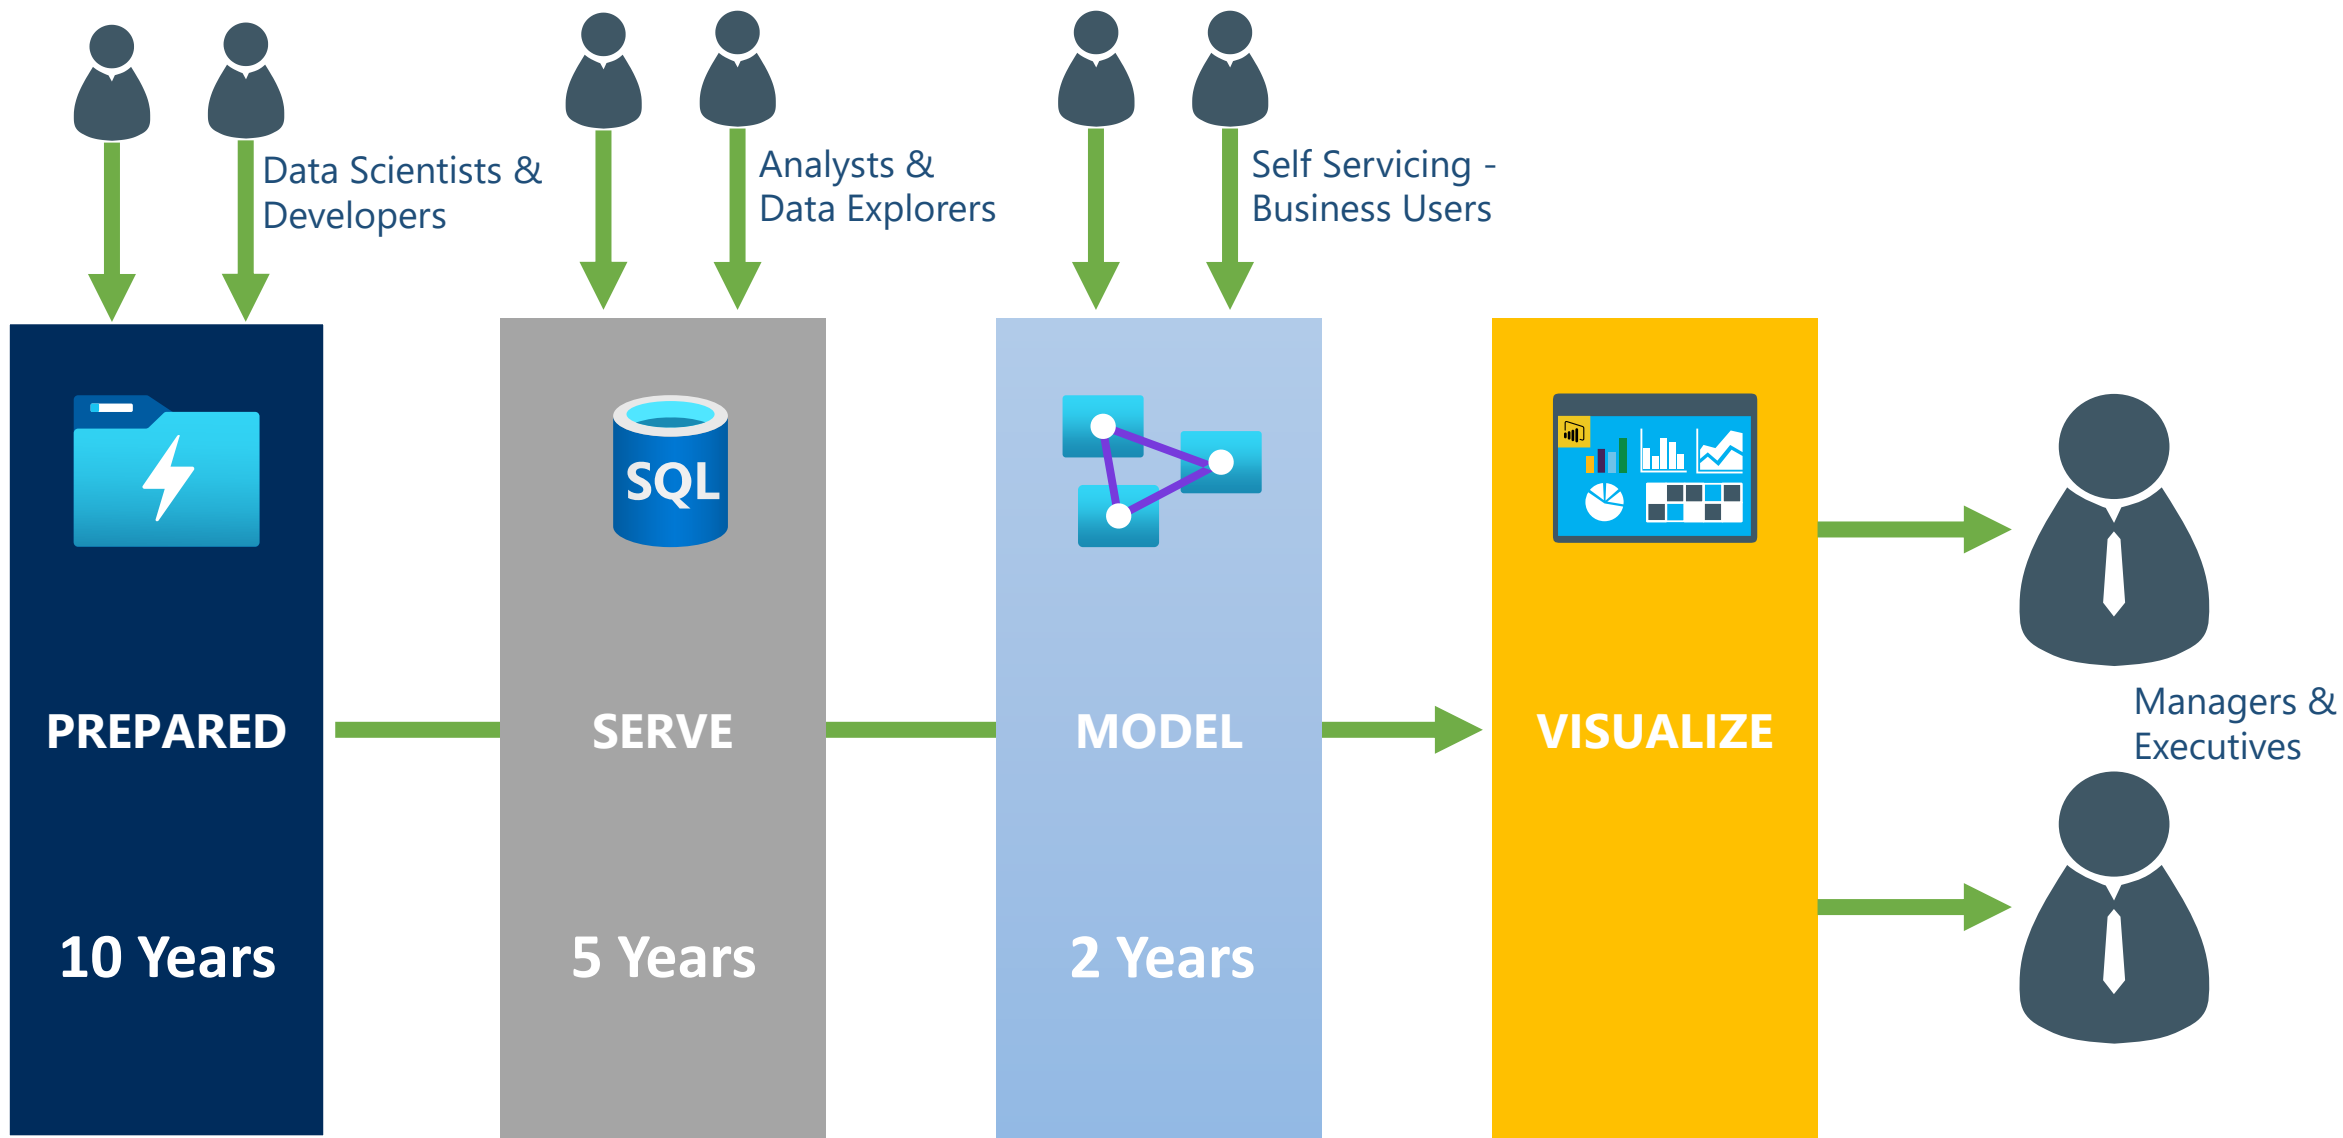 Data Scientists &
Developers
Analysts &
Data Explorers
Self Servicing -
Business Users
SQL
PREPARED
SERVE
MODEL
VISUALIZE
Managers &
Executives
10 Years
5 Years
2 Years